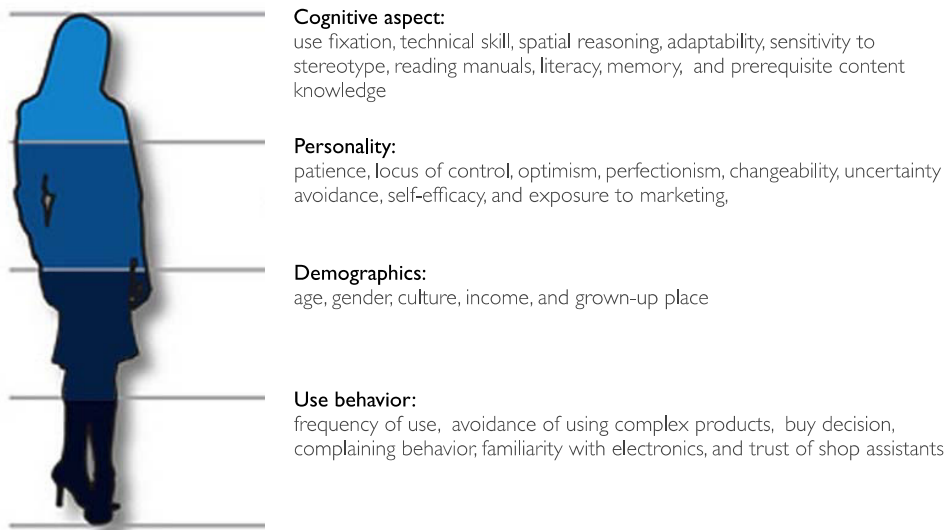 Cognitive aspect:
use fixation, technical skill, spatial reasoning, adaptability, sensitivity to
stereotype, reading manuals, literacy, memory, and prerequisite content
knowledge
Personality:
patience, locus of control, optimism, perfectionism, changeability, uncertainty
avoidance, self-efficacy, and exposure to marketing,
Demographics:
age, gender, culture, income, and grown-up place
Use behavior:
frequency of use, avoidance of using complex products, buy decision,
complaining behavior, familiarity with electronics, and trust of shop assistants